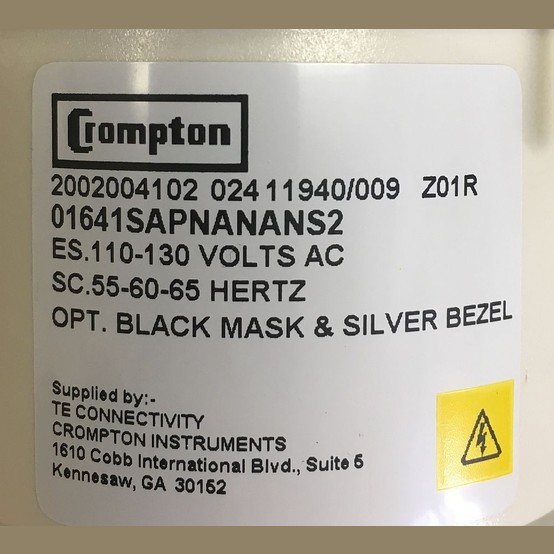 Crompton
2002004102 024 11940/009 Z01R
01641SAPNANANS2
ES.110-130 VOLTS AC
SC.55-60-65 HERTZ
OPT. BLACK MASK & SILVER BEZEL
Supplied by:-
TE CONNECTIVITY
CROMPTON INSTRUMENTS
1610 Cobb International Blvd., Suite 5
Kennesaw, GA 30152